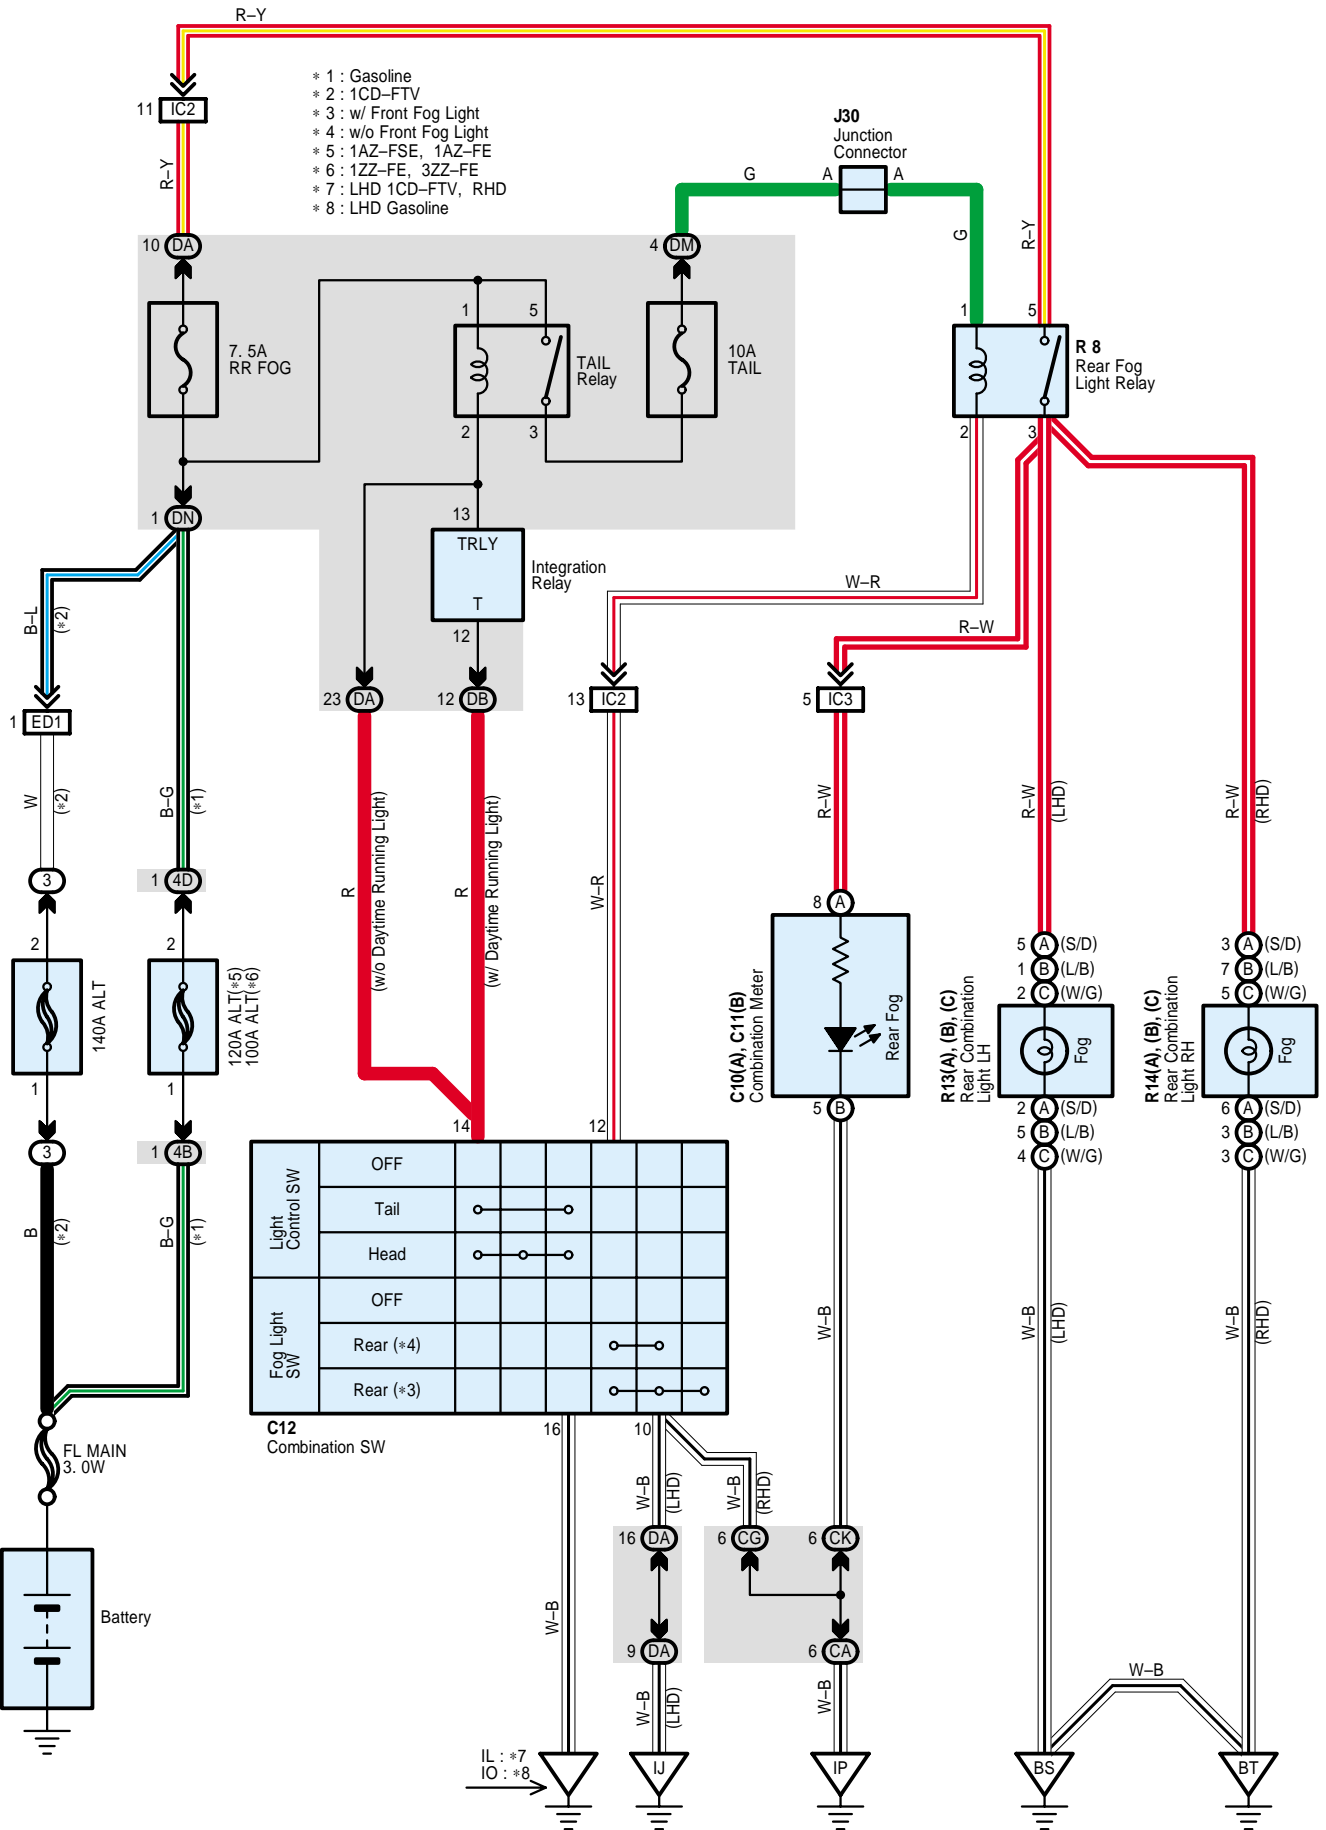 R–Y
∗ 1 : Gasoline
∗ 2 : 1CD–FTV
∗ 3 : w/ Front Fog Light
∗ 4 : w/o Front Fog Light
∗ 5 : 1AZ–FSE, 1AZ–FE
∗ 6 : 1ZZ–FE, 3ZZ–FE
∗ 7 : LHD 1CD–FTV, RHD
∗ 8 : LHD Gasoline
11 IC2
R–Y
J30
Junction
Connector
G A A
G
R–Y
10 DA
4 DM
1 5
7. 5A
RR FOG
TAIL
Relay
10A
TAIL
2 3
1 5
R 8
Rear Fog
Light Relay
2 3
1 DN
13
TRLY
T
12
Integration
Relay
W–R
R–W
B–L
(∗2)
1 ED1
23 DA
12 DB
13 IC2
5 IC3
W
(∗2)
B–G
(∗1)
R
(w/o Daytime Running Light)
R
(w/ Daytime Running Light)
W–R
R–W
R–W
(LHD)
R–W
(RHD)
3
1 4D
8 A
2
2
140A ALT
120A ALT(∗5)
100A ALT(∗6)
1
1
C10(A), C11(B)
Combination Meter
Rear Fog
5 A (S/D)
1 B (L/B)
2 C (W/G)
3 A (S/D)
7 B (L/B)
5 C (W/G)
R13(A), (B), (C)
Rear Combination
Light LH
Fog
R14(A), (B), (C)
Rear Combination
Light RH
Fog
5 B
2 A (S/D)
5 B (L/B)
4 C (W/G)
6 A (S/D)
3 B (L/B)
3 C (W/G)
3
1 4B
14 12
Light
Control SW
OFF
Tail
Head
Fog Light
SW
OFF
Rear (∗4)
Rear (∗3)
B
(∗2)
B–G
(∗1)
W–B
W–B
(LHD)
W–B
(RHD)
C12
Combination SW
16 10
FL MAIN
3. 0W
W–B
(LHD)
W–B
(RHD)
16 DA
6 CG
6 CK
Battery
W–B
9 DA
6 CA
W–B
(LHD)
W–B
W–B
IL : ∗7
IO : ∗8
IJ
IP
BS
BT